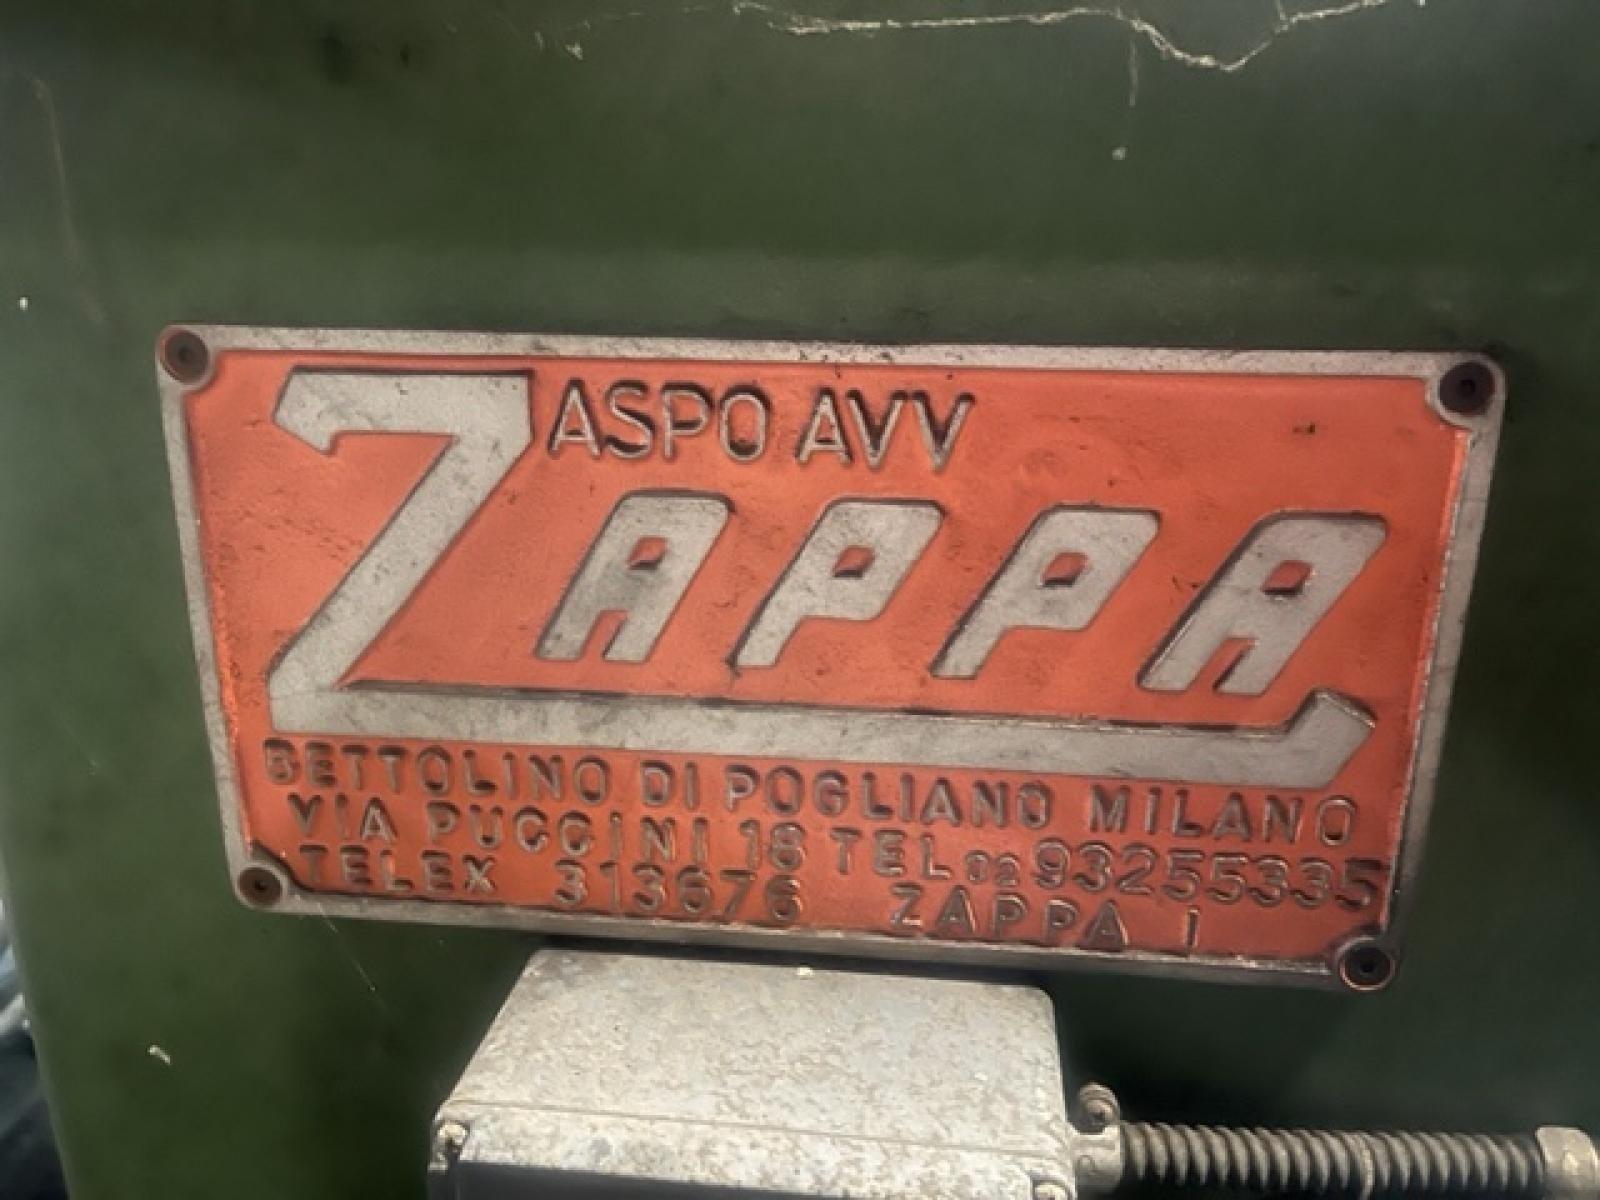 ASPO AVV
ZAPPA
BETTOLINO DI POGLIANO MILANO
VIA PUCCINI 18 TEL 02 93255335
TELEX 313676 ZAPPA I